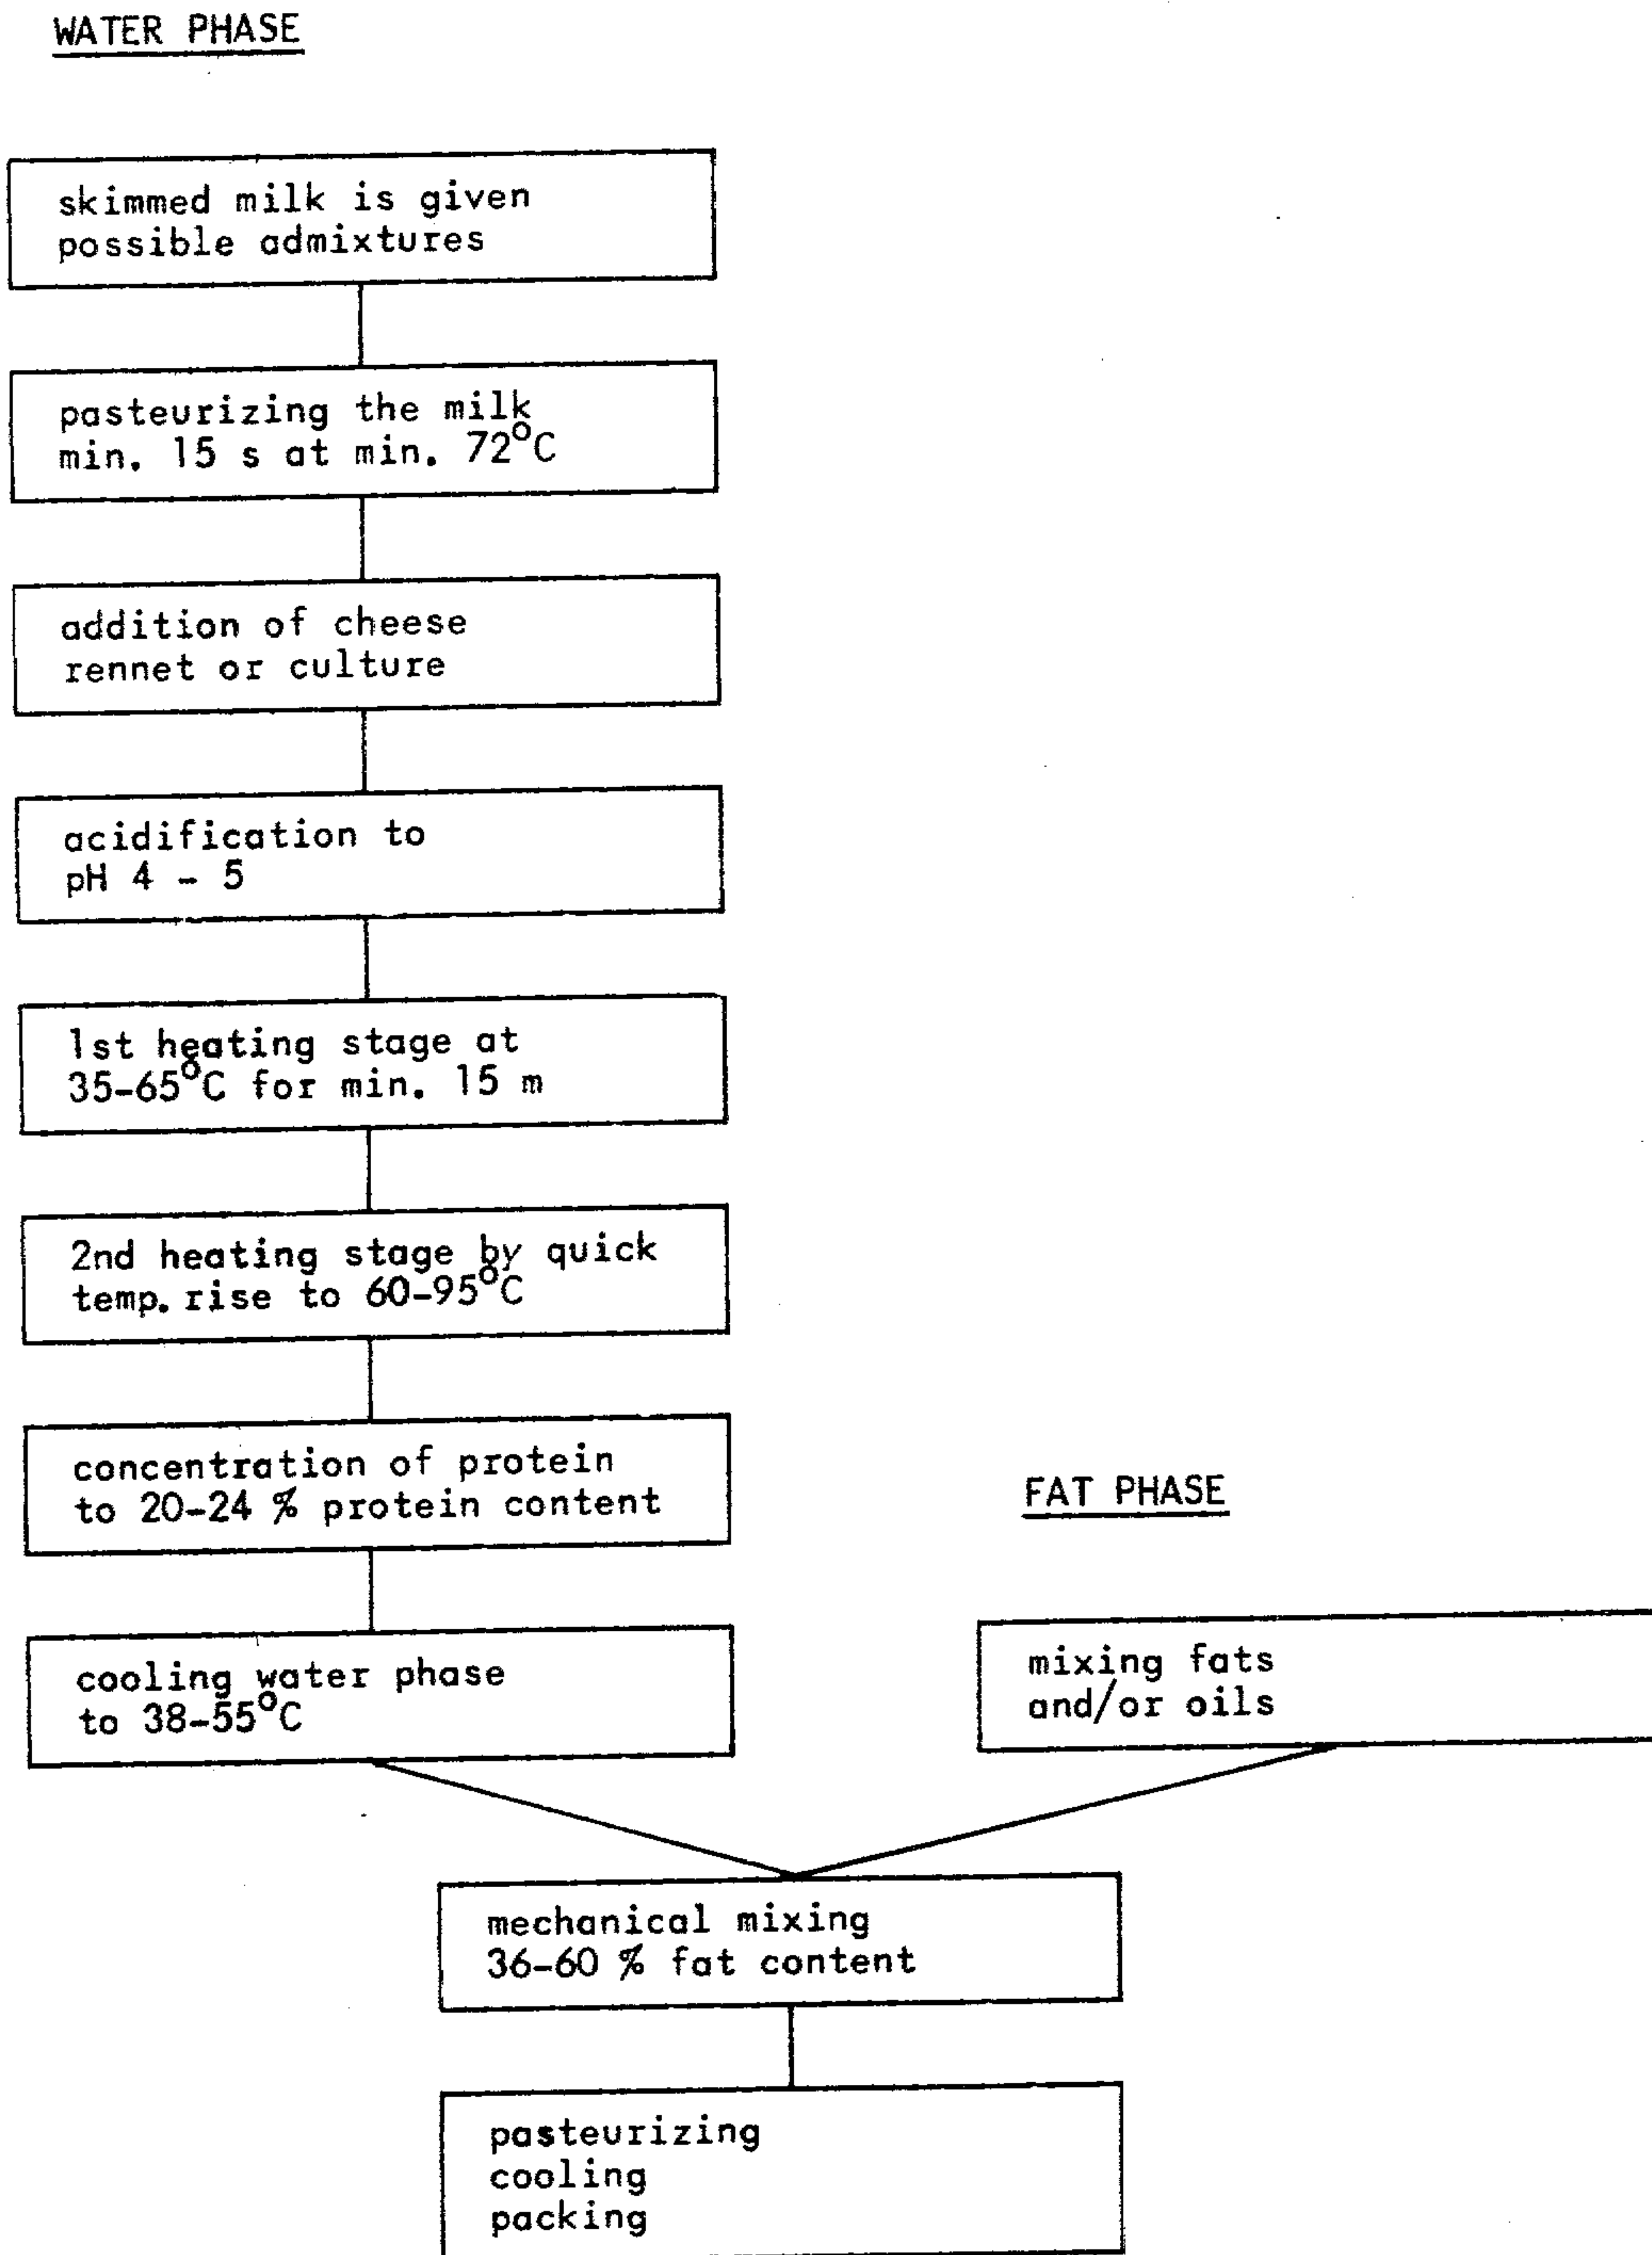 WATER PHASE
skimmed milk is given
possible admixtures
pasteurizing the milk
min. 15 s at min. 72°C
addition of cheese
rennet or culture
acidification to
pH 4 - 5
1st heating stage at
35-65°C for min. 15 m
2nd heating stage by quick
temp. rise to 60-95°C
concentration of protein
to 20-24 % protein content
cooling water phase
to 38-55°C
FAT PHASE
mixing fats
and/or oils
mechanical mixing
36-60 % fat content
pasteurizing
cooling
packing